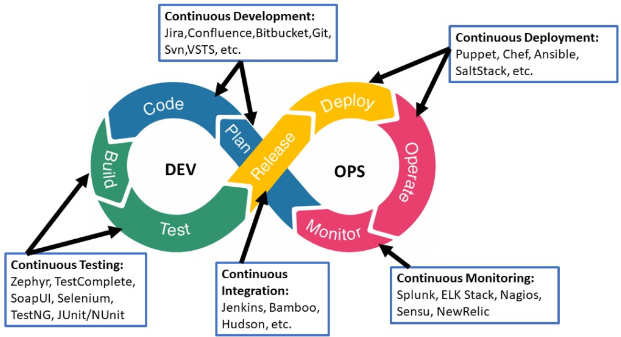 Continuous Development:
Jira,Confluence,Bitbucket,Git,
Svn,VSTS, etc.
Continuous Deployment:
Puppet, Chef, Ansible,
SaltStack, etc.
Code
Plan
Build
Test
DEV
Release
Deploy
Operate
Monitor
OPS
Continuous Testing:
Zephyr, TestComplete,
SoapUI, Selenium,
TestNG, JUnit/NUnit
Continuous
Integration:
Jenkins, Bamboo,
Hudson, etc.
Continuous Monitoring:
Splunk, ELK Stack, Nagios,
Sensu, NewRelic